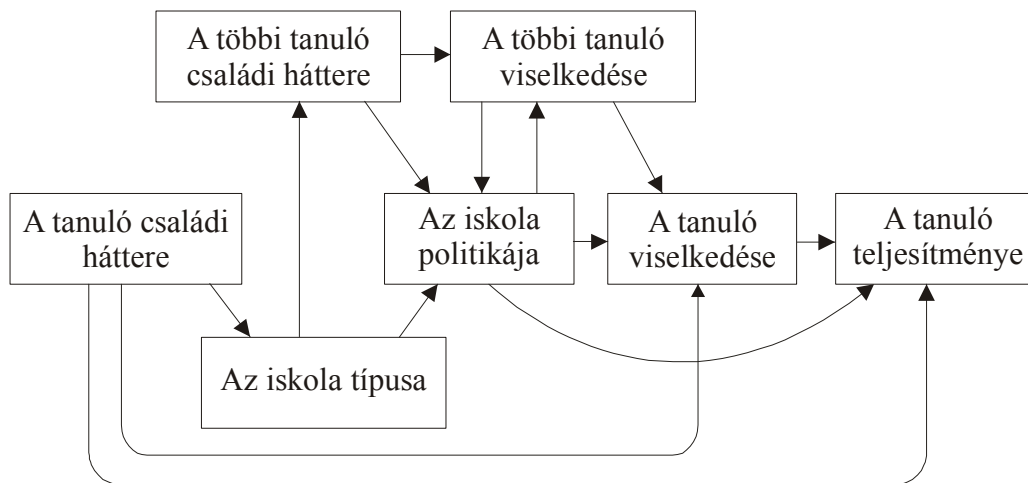 A többi tanuló
családi háttere
A többi tanuló
viselkedése
A tanuló családi
háttere
Az iskola
politikája
A tanuló
viselkedése
A tanuló
teljesítménye
Az iskola típusa